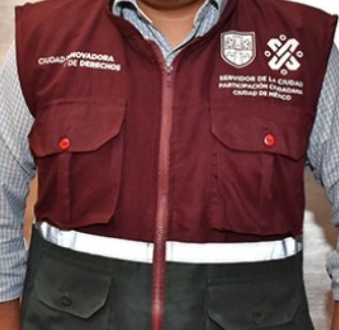 CIUDAD INNOVADORA
Y DE DERECHOS
SERVIDOR DE LA CIUDAD
PARTICIPACIÓN CIUDADANA
CIUDAD DE MÉXICO